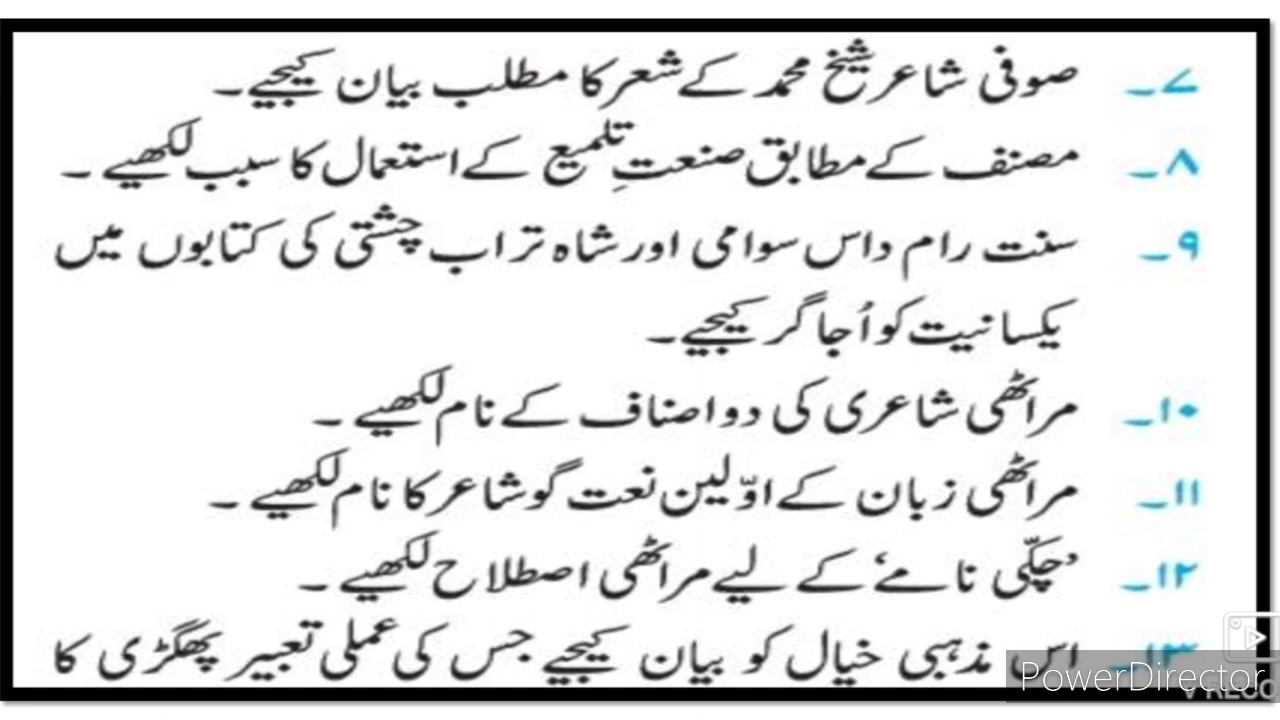 ۷۔ صوفی شاعر شیخ محمد کے شعر کا مطلب بیان کیجیے۔
۸۔ مصنف کے مطابق صنعتِ تلمیع کے استعمال کا سبب لکھیے۔
۹۔ سنت رام داس سوامی اور شاہ تراب چشتی کی کتابوں میں
یکسانیت کو اُجاگر کیجیے۔
۱۰۔ مراٹھی شاعری کی دو اصناف کے نام لکھیے۔
۱۱۔ مراٹھی زبان کے اوّلین نعت گو شاعر کا نام لکھیے۔
۱۲۔ ’چکّی نامے‘ کے لیے مراٹھی اصطلاح لکھیے۔
۱۳۔ اس مذہبی خیال کو بیان کیجیے جس کی عملی تعبیر پھگڑی کا
PowerDirector